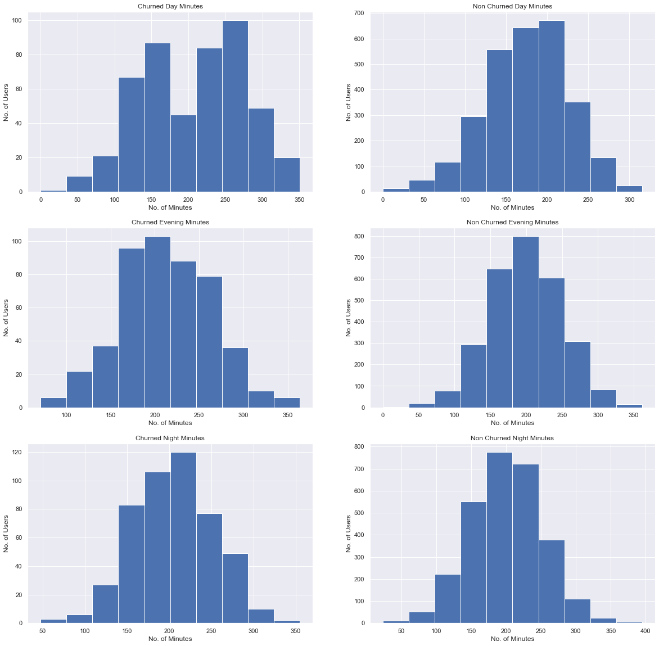 Churned Day Minutes
No. of Users
100
80
60
40
20
0
0 50 100 150 200 250 300 350
No. of Minutes
Non Churned Day Minutes
No. of Users
700
600
500
400
300
200
100
0
0 50 100 150 200 250 300
No. of Minutes
Churned Evening Minutes
No. of Users
100
80
60
40
20
0
100 150 200 250 300 350
No. of Minutes
Non Churned Evening Minutes
No. of Users
800
700
600
500
400
300
200
100
0
0 50 100 150 200 250 300 350
No. of Minutes
Churned Night Minutes
No. of Users
120
100
80
60
40
20
0
50 100 150 200 250 300 350
No. of Minutes
Non Churned Night Minutes
No. of Users
800
700
600
500
400
300
200
100
0
50 100 150 200 250 300 350 400
No. of Minutes